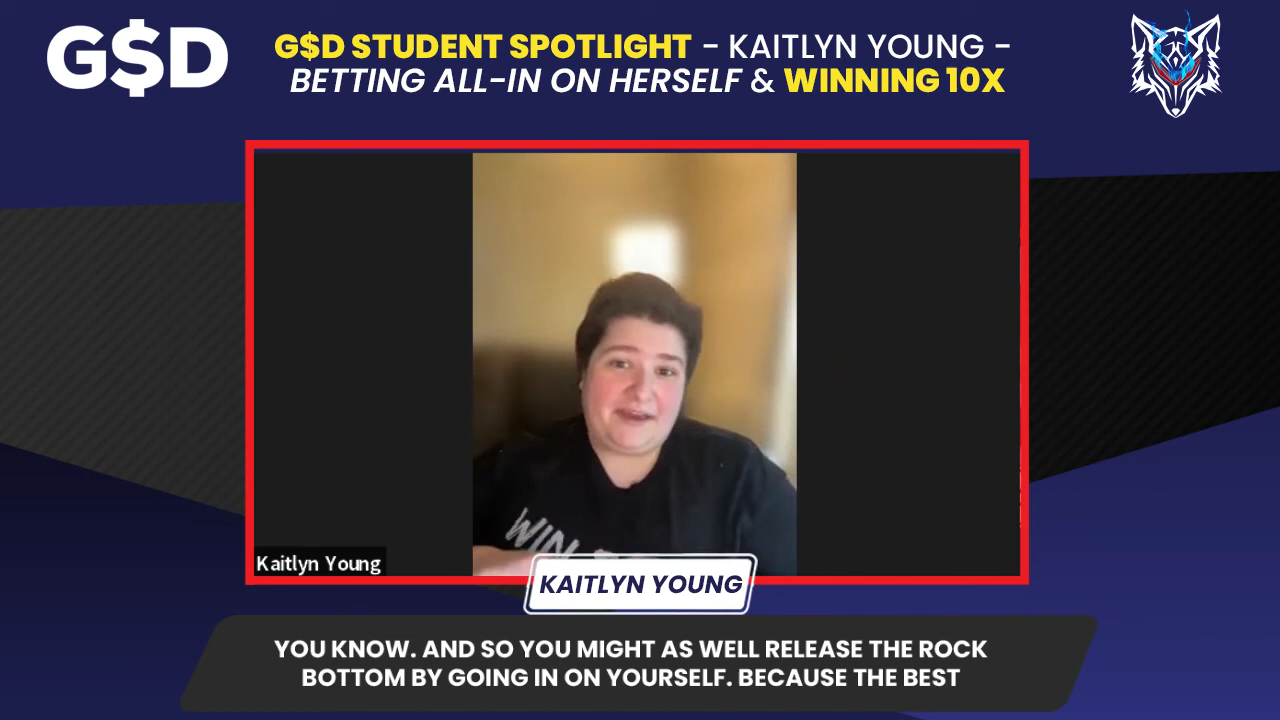 G$D
G$D STUDENT SPOTLIGHT - KAITLYN YOUNG -
BETTING ALL-IN ON HERSELF & WINNING 10X
WIN
Kaitlyn Young
KAITLYN YOUNG
YOU KNOW. AND SO YOU MIGHT AS WELL RELEASE THE ROCK
BOTTOM BY GOING IN ON YOURSELF. BECAUSE THE BEST